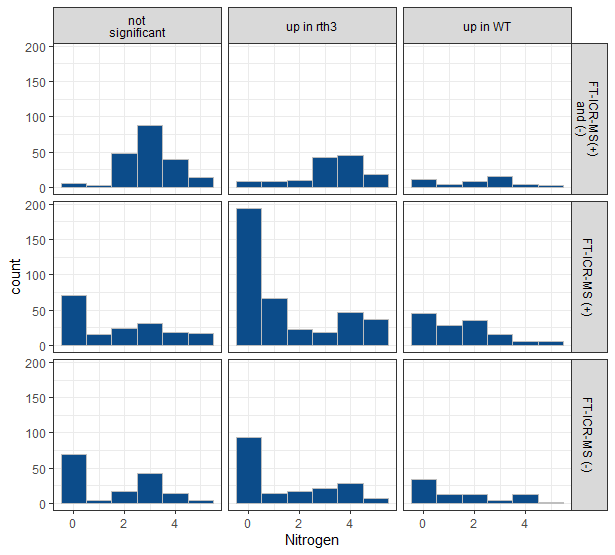 not
significant
up in rth3
up in WT
200
150
100
50
0
FT-ICR-MS(+)
and (-)
200
150
100
50
0
FT-ICR-MS (+)
200
150
100
50
0
FT-ICR-MS (-)
count
0 2 4 0 2 4 0 2 4
Nitrogen